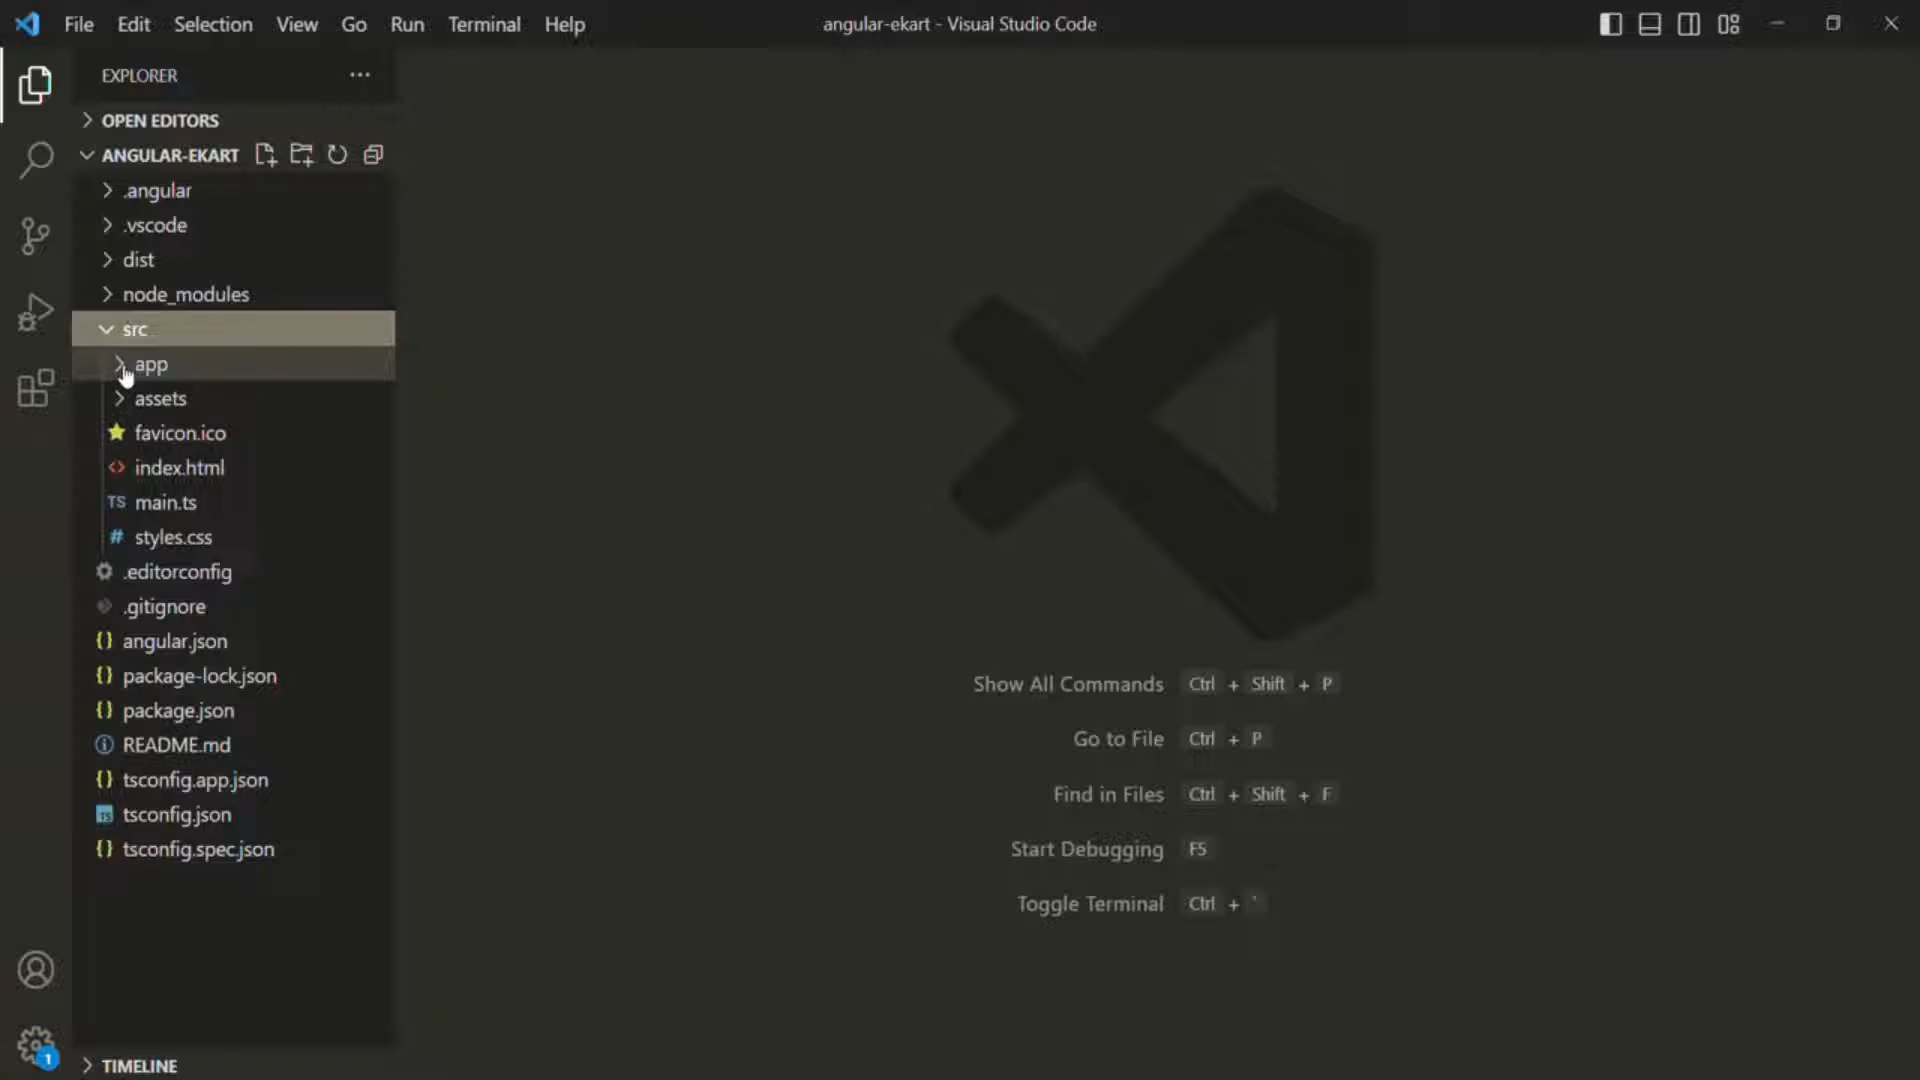 File Edit Selection View Go Run Terminal Help
angular-ekart - Visual Studio Code
EXPLORER
OPEN EDITORS
ANGULAR-EKART
.angular
.vscode
dist
node_modules
src
app
assets
favicon.ico
<> index.html
TS main.ts
# styles.css
.editorconfig
.gitignore
{} angular.json
{} package-lock.json
{} package.json
README.md
{} tsconfig.app.json
TS tsconfig.json
{} tsconfig.spec.json
Show All Commands Ctrl + Shift + P
Go to File Ctrl + P
Find in Files Ctrl + Shift + F
Start Debugging F5
Toggle Terminal Ctrl + `
1
TIMELINE